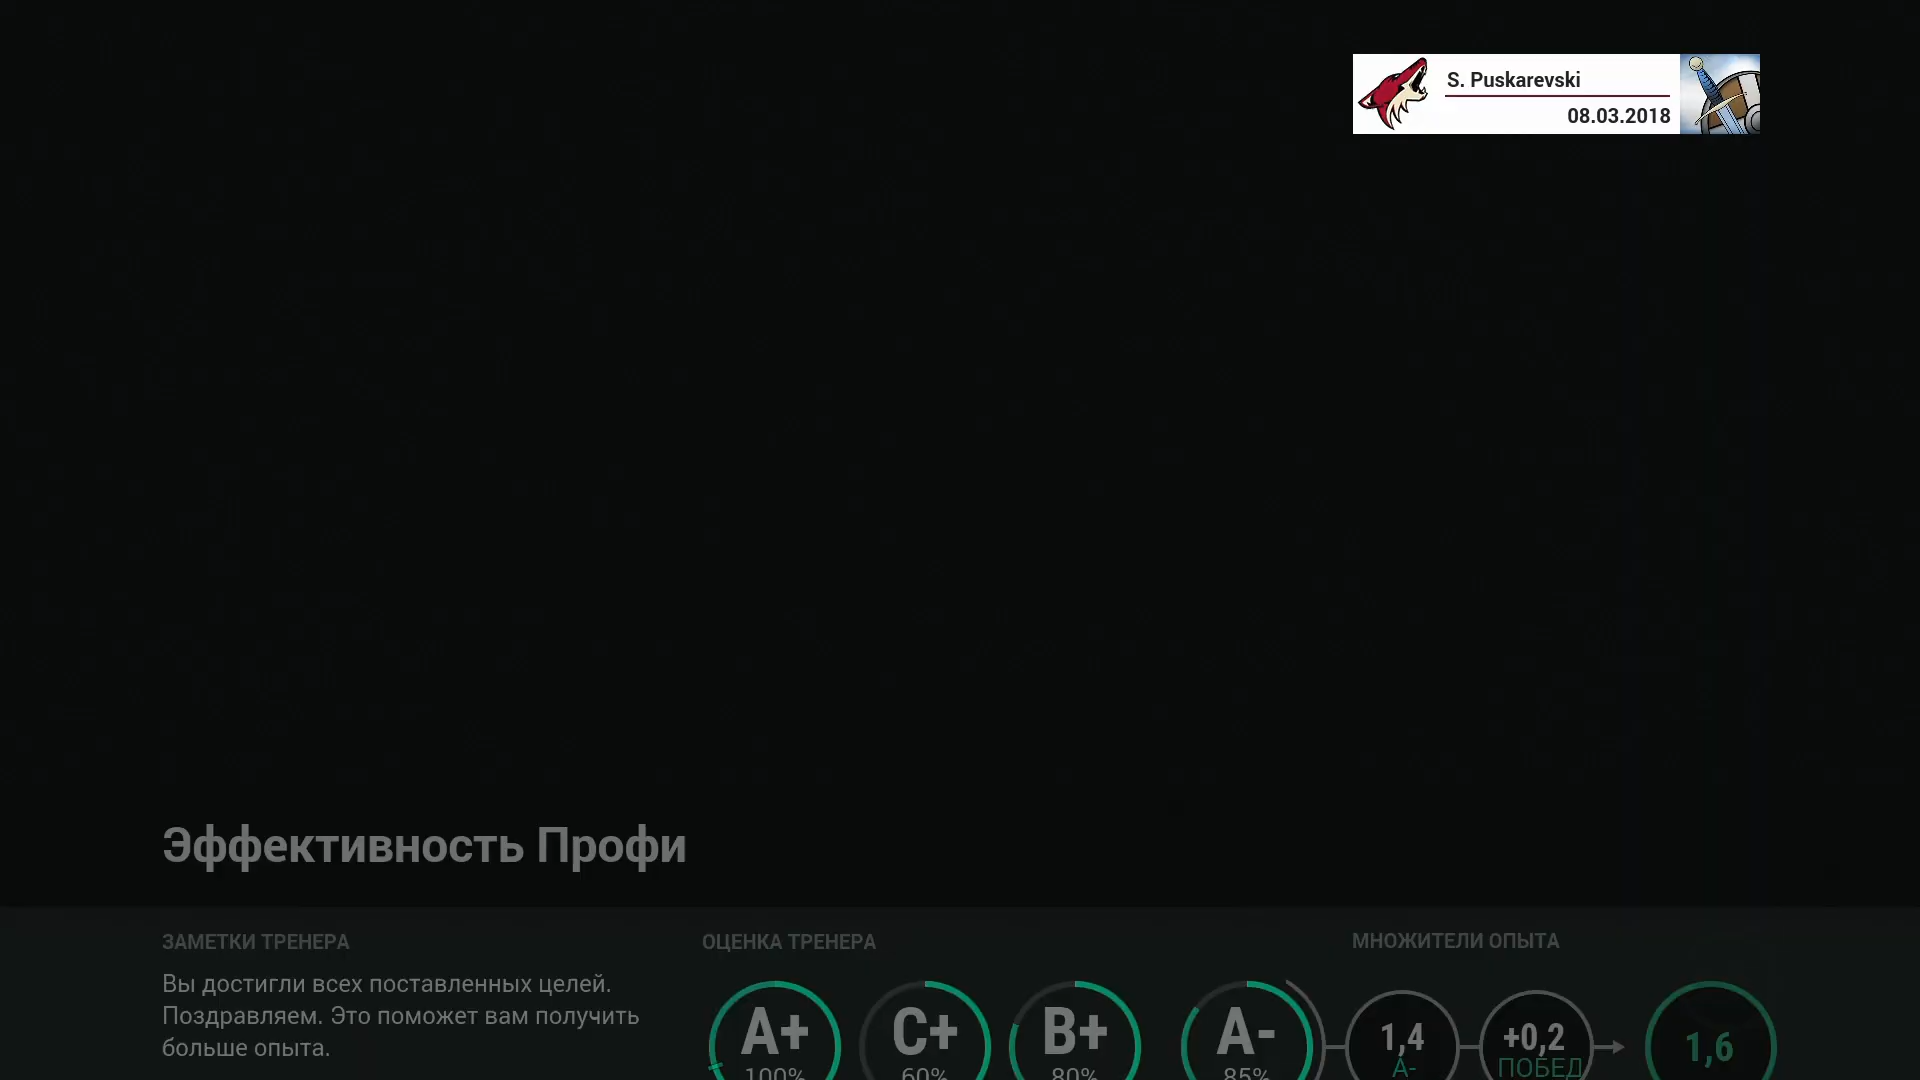 S. Puskarevski
08.03.2018
Эффективность Профи
ЗАМЕТКИ ТРЕНЕРА
Вы достигли всех поставленных целей.
Поздравляем. Это поможет вам получить
больше опыта.
ОЦЕНКА ТРЕНЕРА
A+
100%
C+
60%
B+
80%
A-
85%
МНОЖИТЕЛИ ОПЫТА
1,4
A-
+0,2
ПОБЕД
1,6